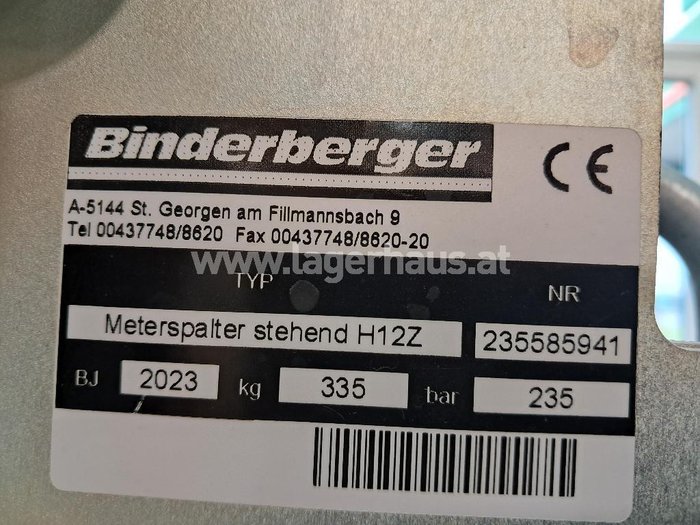 Binderberger
CE
A-5144 St. Georgen am Fillmannsbach 9
Tel 00437748/8620 Fax 00437748/8620-20
www.lagerhaus.at
TYP NR
Meterspalter stehend H12Z 235585941
BJ 2023 kg 335 bar 235